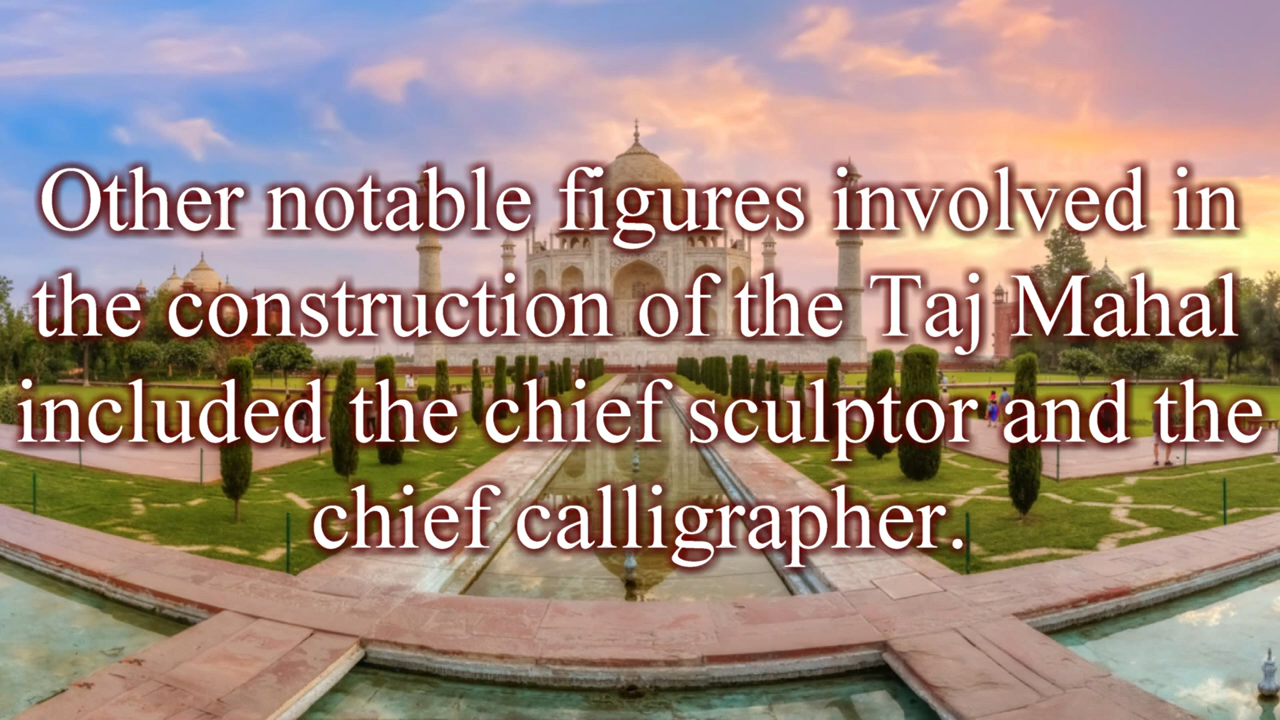 Other notable figures involved in
the construction of the Taj Mahal
included the chief sculptor and the
chief calligrapher.